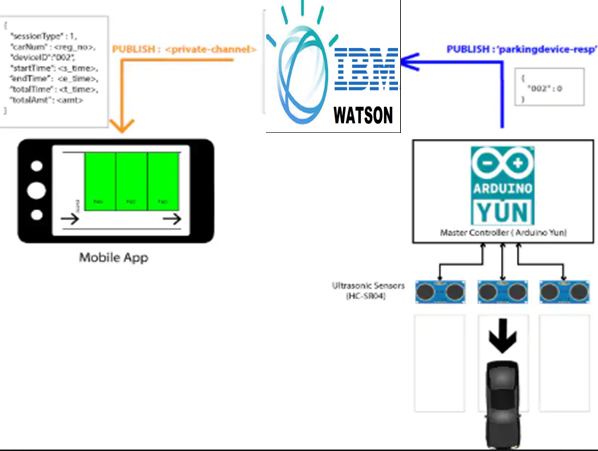 {
"sessionType" : 1,
"carNum" : <reg_no>,
"deviceID":"002",
"startTime": <s_time>,
"endTime" : <e_time>,
"totalTime" : <t_time>,
"totalAmt" : <amt>
}
PUBLISH : <private-channel>
IBM
WATSON
PUBLISH : 'parkingdevice-resp'
{
"002" : 0
}
ARDUINO
YÚN
Master Controller ( Arduino Yun)
Mobile App
Ultrasonic Sensors
(HC-SR04)